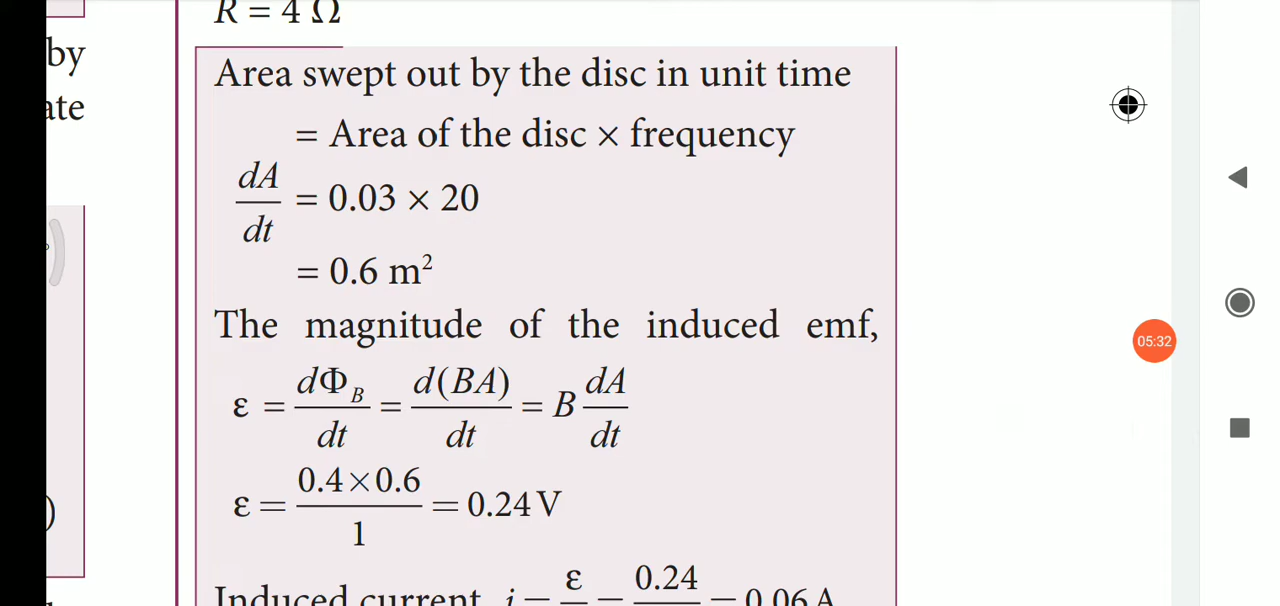 R = 4 Ω
by
ate
Area swept out by the disc in unit time
= Area of the disc × frequency
dA/dt = 0.03 × 20
= 0.6 m²
The magnitude of the induced emf,
ε = dΦ_B/dt = d(BA)/dt = B dA/dt
ε = 0.4×0.6/1 = 0.24 V
)
Induced current, i = ε/ = 0.24/ = 0.06 A
05:32